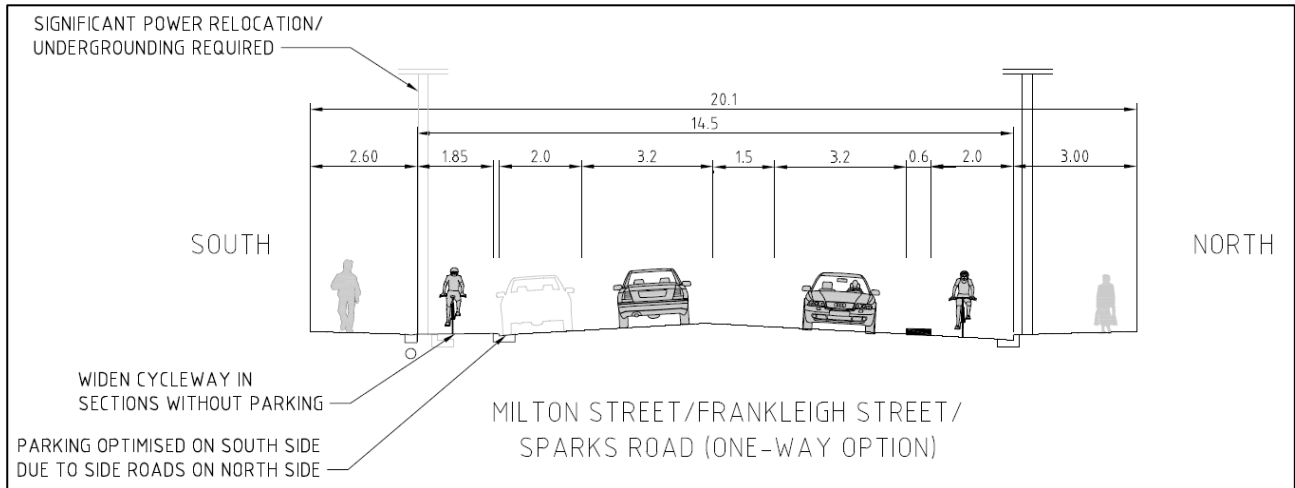 SIGNIFICANT POWER RELOCATION/
UNDERGROUNDING REQUIRED
20.1
14.5
2.60 1.85 2.0 3.2 1.5 3.2 0.6 2.0 3.00
SOUTH
NORTH
WIDEN CYCLEWAY IN
SECTIONS WITHOUT PARKING
PARKING OPTIMISED ON SOUTH SIDE
DUE TO SIDE ROADS ON NORTH SIDE
MILTON STREET/FRANKLEIGH STREET/
SPARKS ROAD (ONE-WAY OPTION)